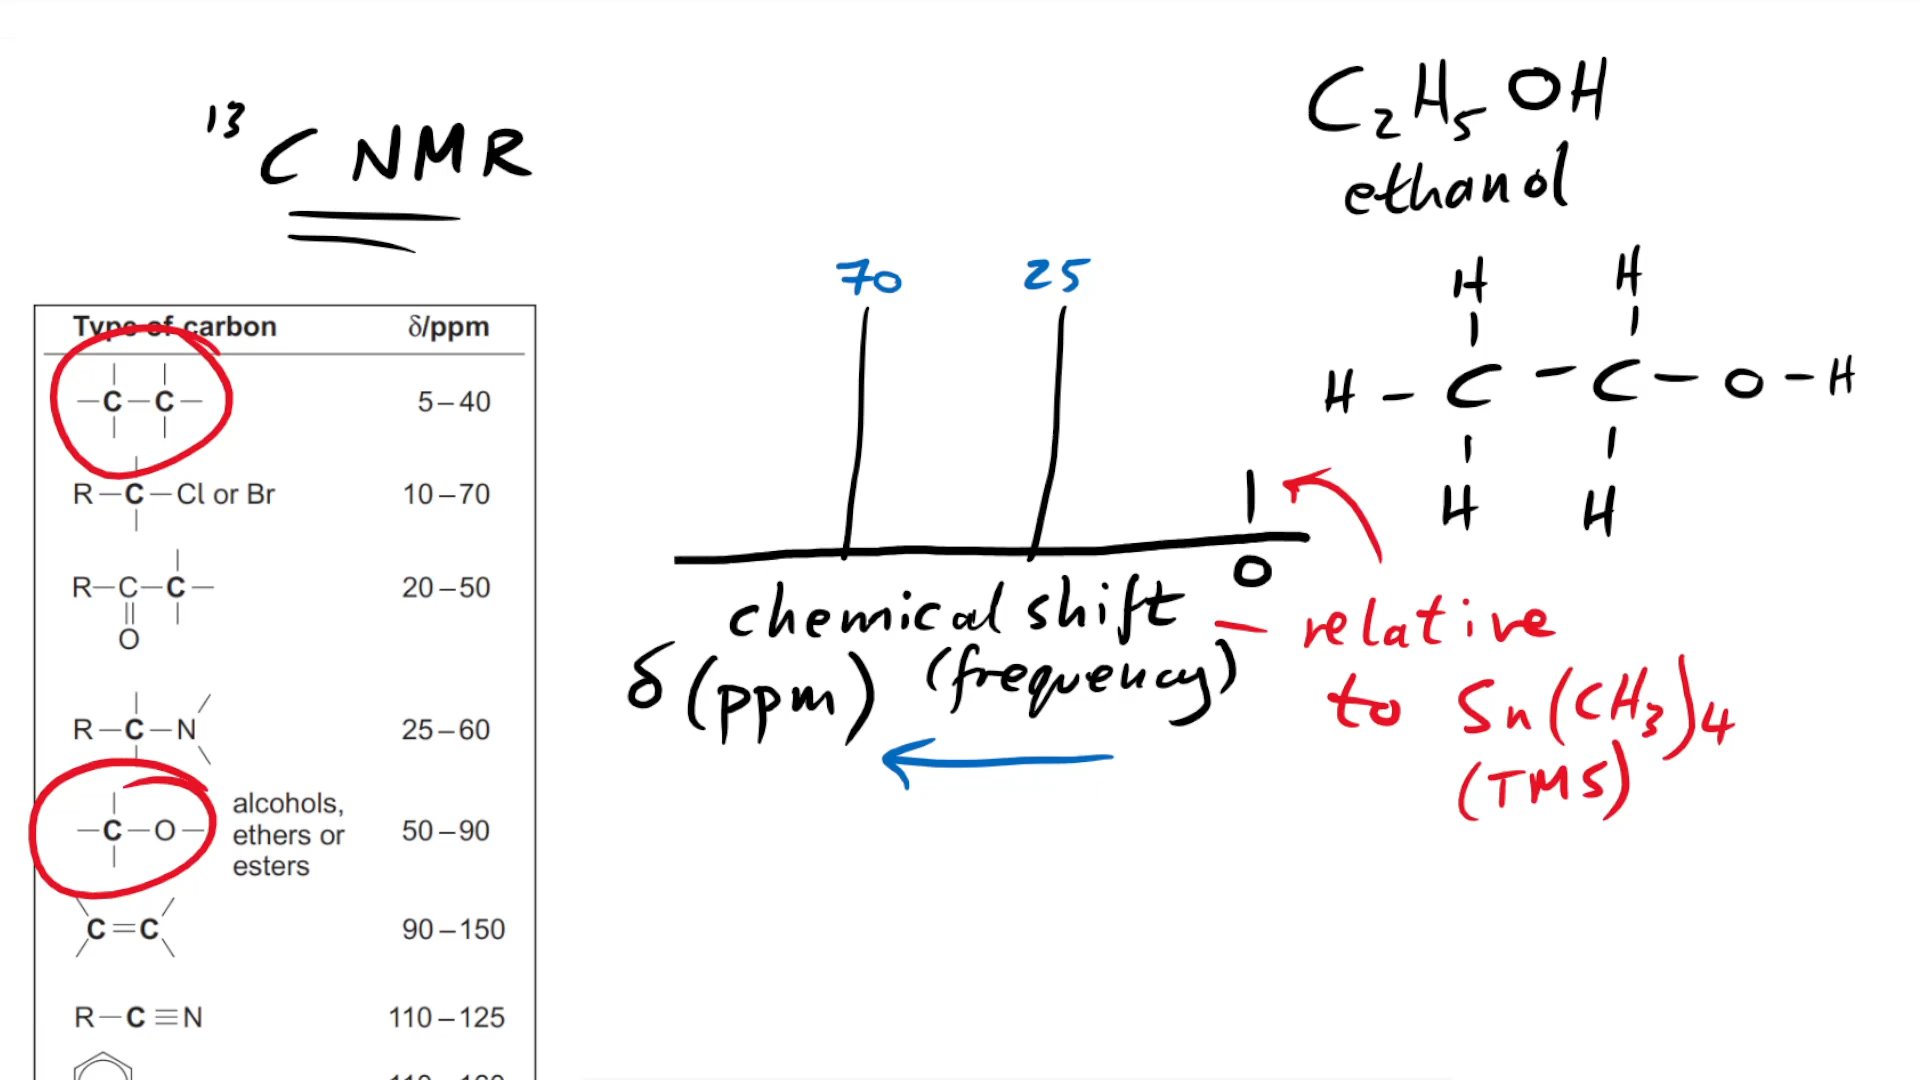 ¹³C NMR
C₂H₅OH
ethanol
H H
H – C – C – O – H
H H
70 25
0
chemical shift – relative
δ (ppm) (frequency)
to Sn(CH₃)₄
(TMS)
Type of carbon δ/ppm
C–C 5–40
R–C–Cl or Br 10–70
R–C–C 20–50
O
R–C–N 25–60
C–O alcohols, ethers or esters 50–90
C=C 90–150
R–C≡N 110–125